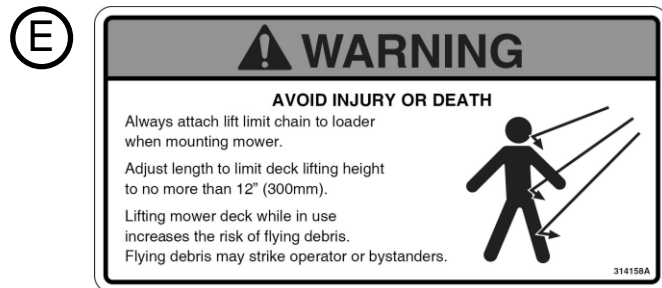 E
WARNING
AVOID INJURY OR DEATH
Always attach lift limit chain to loader
when mounting mower.
Adjust length to limit deck lifting height
to no more than 12” (300mm).
Lifting mower deck while in use
increases the risk of flying debris.
Flying debris may strike operator or bystanders.
314158A